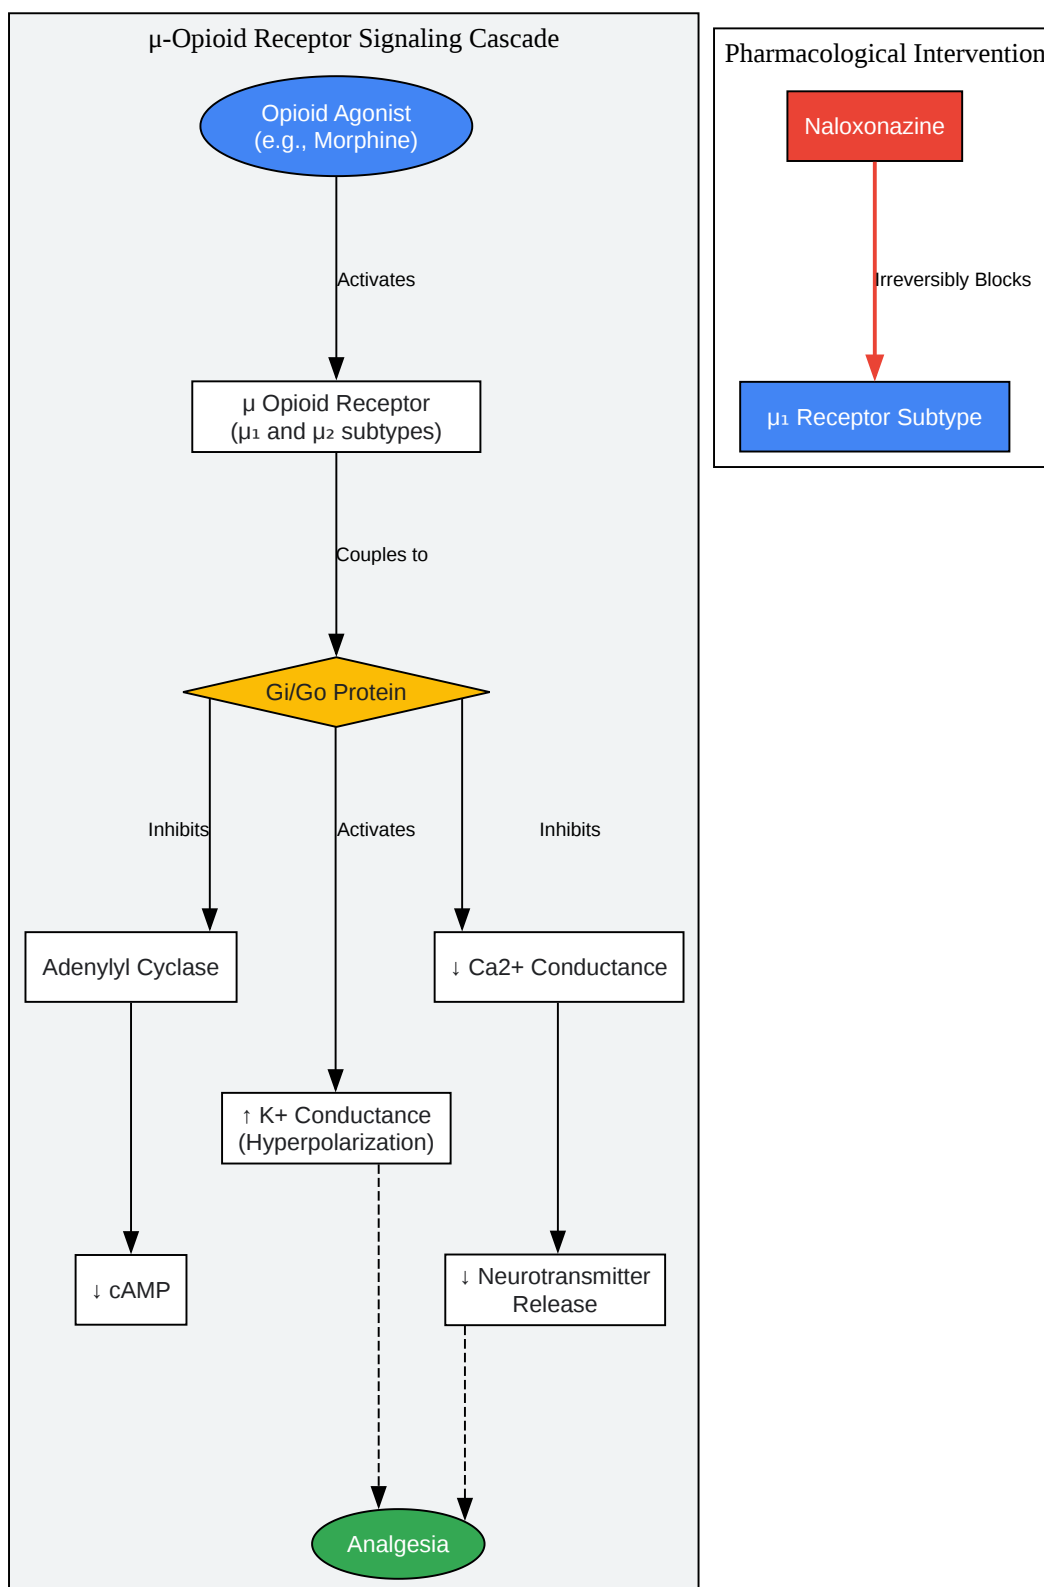 μ-Opioid Receptor Signaling Cascade
Opioid Agonist
(e.g., Morphine)
Activates
μ Opioid Receptor
(μ₁ and μ₂ subtypes)
Couples to
Gi/Go Protein
Inhibits
Activates
Inhibits
Adenylyl Cyclase
↓ Ca2+ Conductance
↑ K+ Conductance
(Hyperpolarization)
↓ cAMP
↓ Neurotransmitter
Release
Analgesia
Pharmacological Intervention
Naloxonazine
Irreversibly Blocks
μ₁ Receptor Subtype